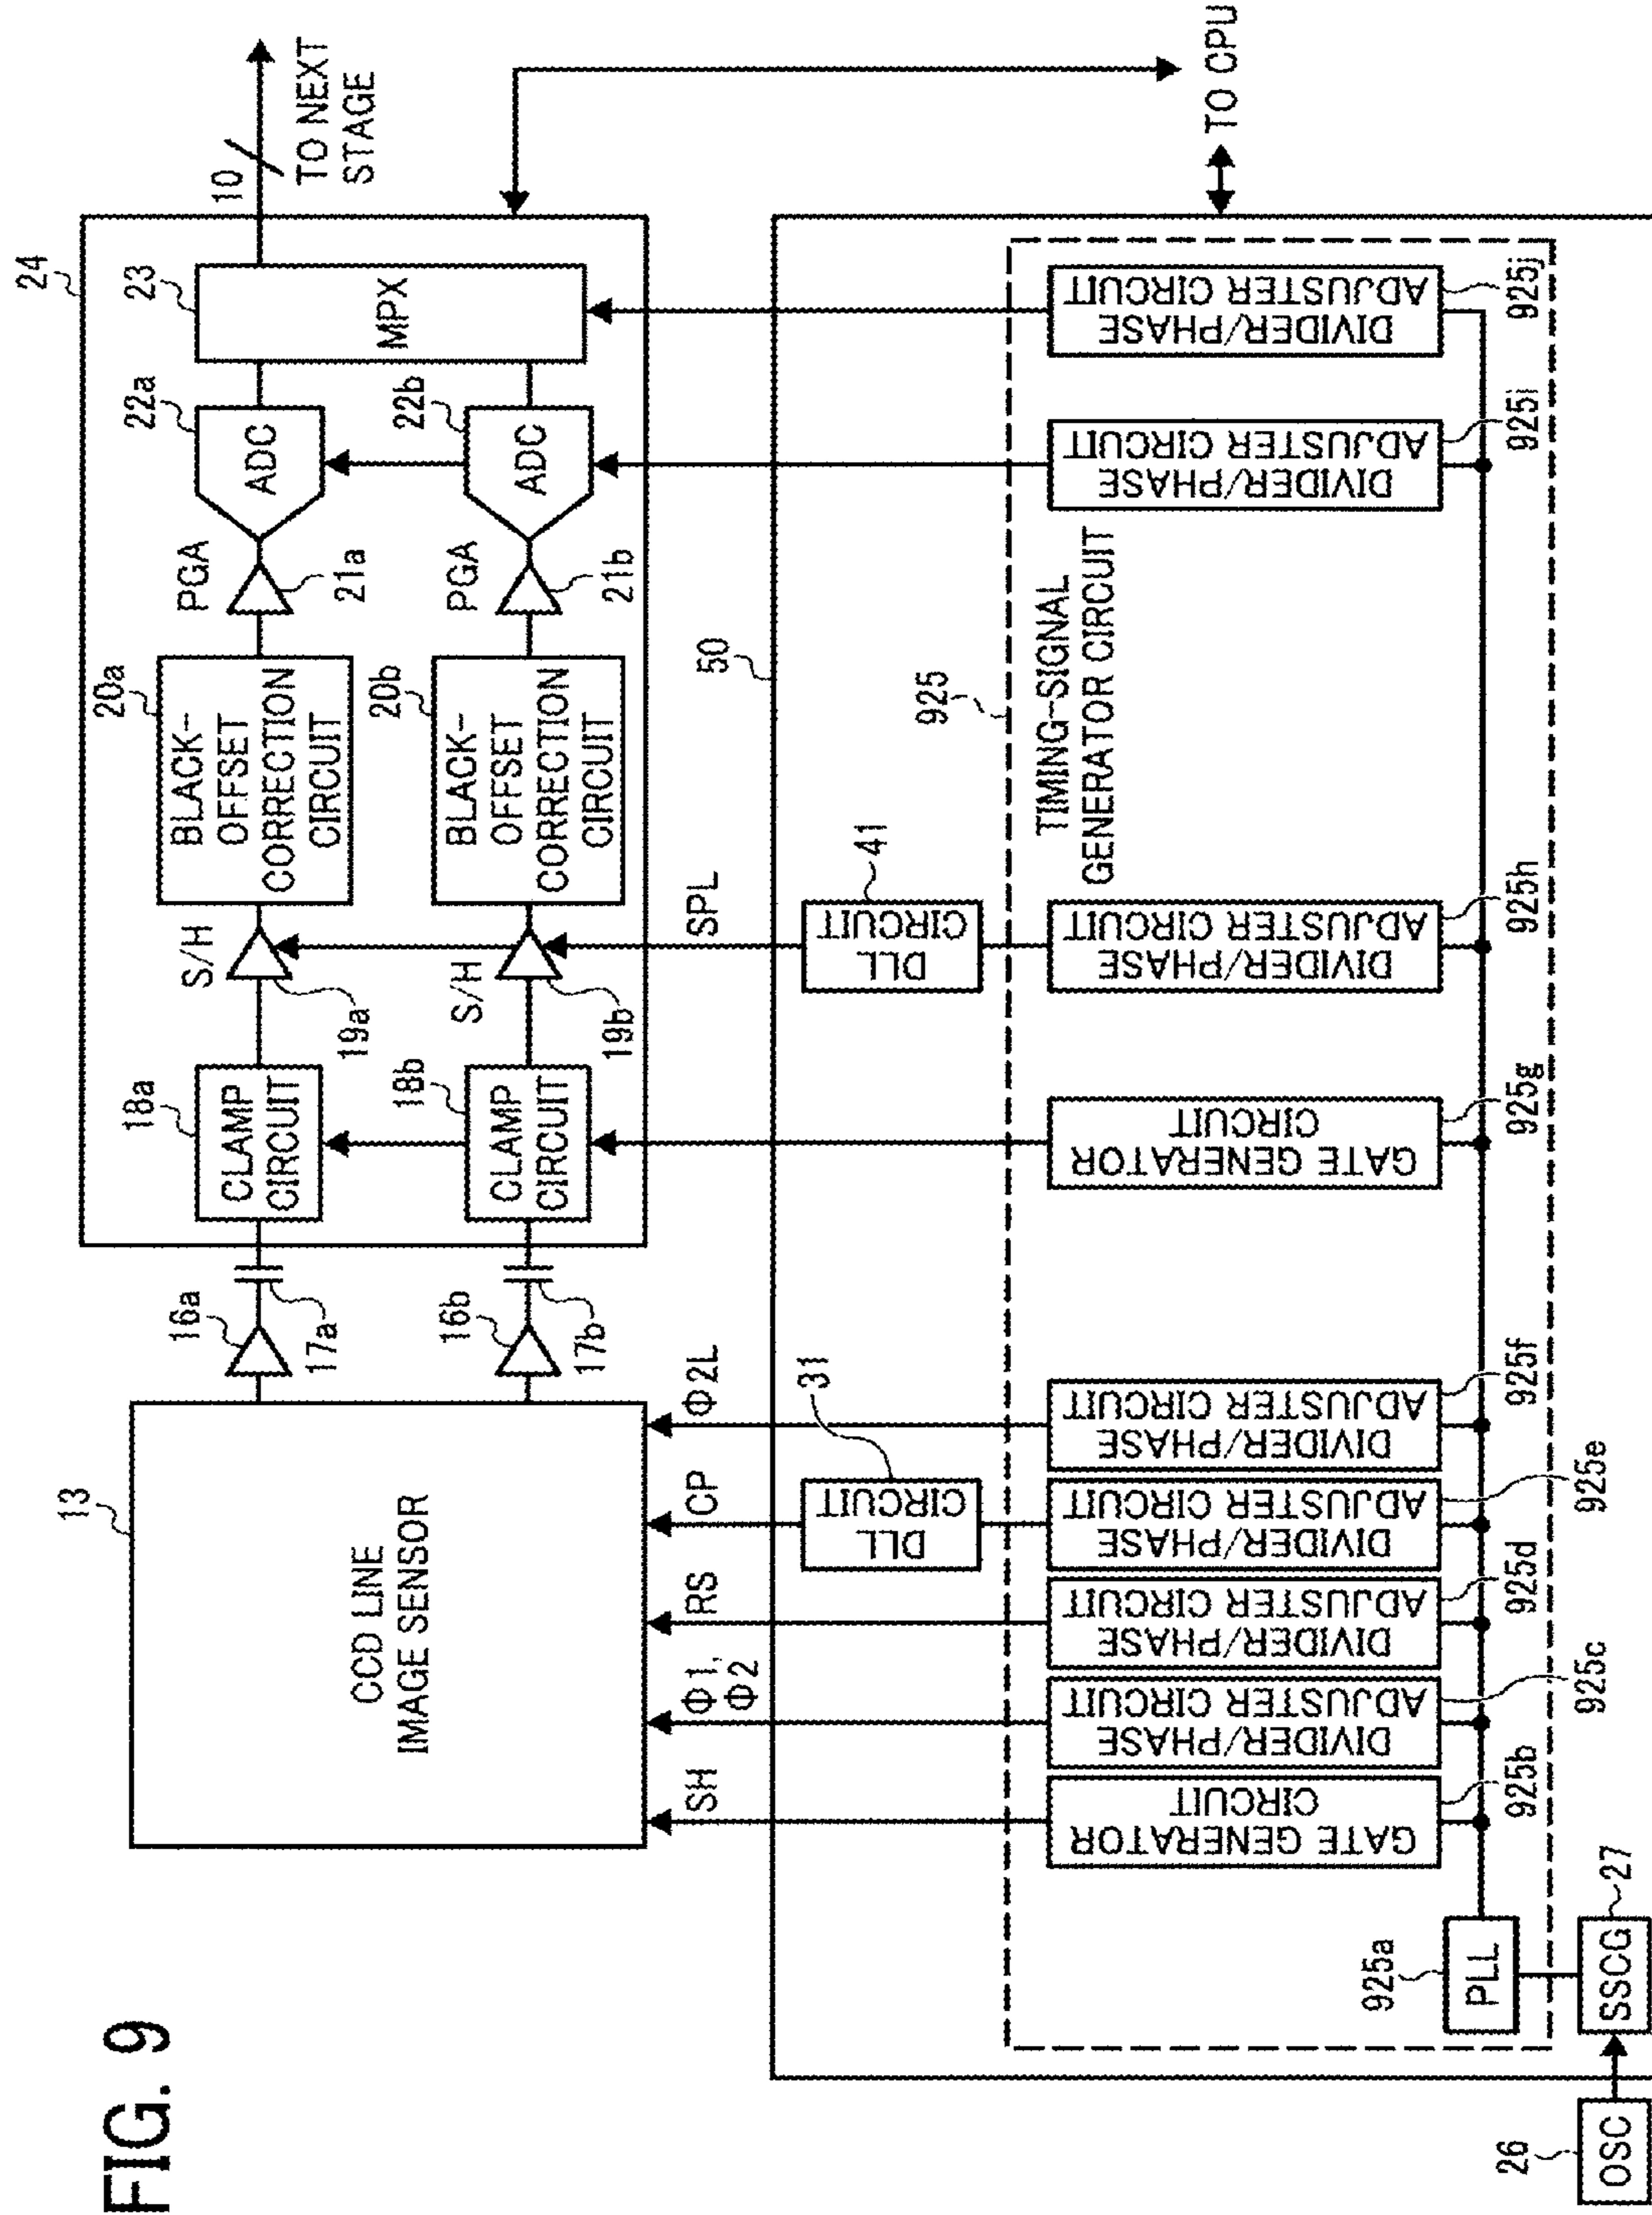 FIG. 9
13
CCD LINE
IMAGE SENSOR
16a
17a
16b
17b
24
18a
CLAMP
CIRCUIT
18b
CLAMP
CIRCUIT
S/H
19a
S/H
19b
20a
BLACK-
OFFSET
CORRECTION
CIRCUIT
20b
BLACK-
OFFSET
CORRECTION
CIRCUIT
PGA
21a
PGA
21b
22a
ADC
22b
ADC
23
MPX
10
TO NEXT
STAGE
SH
Φ1,
Φ2
RS
CP
Φ2L
SPL
50
TO CPU
31
DLL
CIRCUIT
41
DLL
CIRCUIT
925
TIMING-SIGNAL
GENERATOR CIRCUIT
GATE GENERATOR
CIRCUIT
925b
DIVIDER/PHASE
ADJUSTER CIRCUIT
925c
DIVIDER/PHASE
ADJUSTER CIRCUIT
925d
DIVIDER/PHASE
ADJUSTER CIRCUIT
925e
DIVIDER/PHASE
ADJUSTER CIRCUIT
925f
GATE GENERATOR
CIRCUIT
925g
DIVIDER/PHASE
ADJUSTER CIRCUIT
925h
DIVIDER/PHASE
ADJUSTER CIRCUIT
925i
DIVIDER/PHASE
ADJUSTER CIRCUIT
925j
925a
PLL
26
OSC
SSCG
27